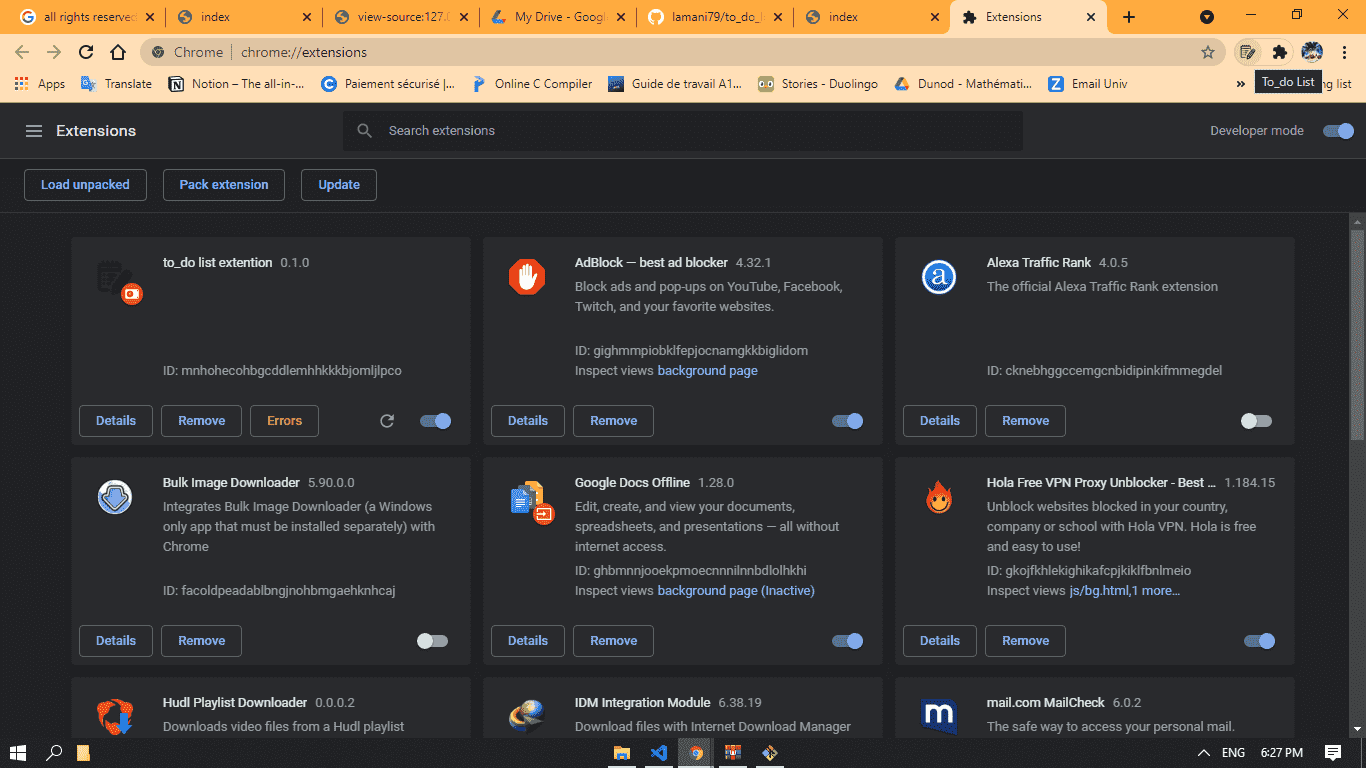 all rights reserved
index
view-source:127.0
My Drive - Googl
lamani79/to_do_li
index
Extensions
Chrome
chrome://extensions
Apps
Translate
Notion – The all-in-...
Paiement sécurisé |...
Online C Compiler
Guide de travail A1...
Stories - Duolingo
Dunod - Mathémati...
Email Univ
»
To_do List
ng list
Extensions
Search extensions
Developer mode
Load unpacked
Pack extension
Update
to_do list extention 0.1.0
ID: mnhohecohbgcddlemhhkkkbjomljlpco
Details
Remove
Errors
AdBlock — best ad blocker 4.32.1
Block ads and pop-ups on YouTube, Facebook,
Twitch, and your favorite websites.
ID: gighmmpiobklfepjocnamgkkbiglidom
Inspect views background page
Details
Remove
a
Alexa Traffic Rank 4.0.5
The official Alexa Traffic Rank extension
ID: cknebhggccemgcnbidipinkifmmegdel
Details
Remove
Bulk Image Downloader 5.90.0.0
Integrates Bulk Image Downloader (a Windows
only app that must be installed separately) with
Chrome
ID: facoldpeadablbngjnohbmgaehknhcaj
Details
Remove
Google Docs Offline 1.28.0
Edit, create, and view your documents,
spreadsheets, and presentations — all without
internet access.
ID: ghbmnnjooekpmoecnnnilnnbdlolhkhi
Inspect views background page (Inactive)
Details
Remove
Hola Free VPN Proxy Unblocker - Best ... 1.184.15
Unblock websites blocked in your country,
company or school with Hola VPN. Hola is free
and easy to use!
ID: gkojfkhlekighikafcpjkiklfbnlmeio
Inspect views js/bg.html,1 more...
Details
Remove
Hudl Playlist Downloader 0.0.0.2
Downloads video files from a Hudl playlist
IDM Integration Module 6.38.19
Download files with Internet Download Manager
m
mail.com MailCheck 6.0.2
The safe way to access your personal mail.
ENG
6:27 PM